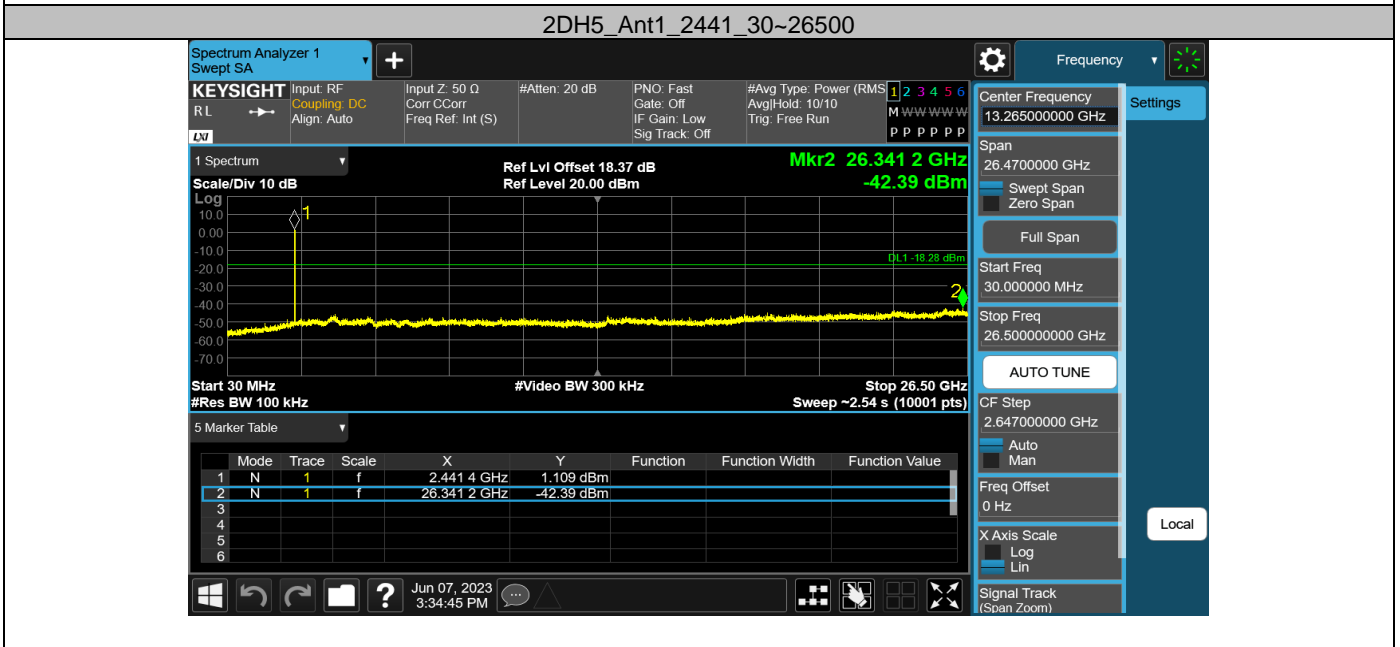 2DH5_Ant1_2441_30~26500
Spectrum Analyzer 1
Swept SA
Frequency
KEYSIGHT
RL
LXI
Input: RF
Coupling: DC
Align: Auto
Input Z: 50 Ω
Corr CCorr
Freq Ref: Int (S)
#Atten: 20 dB
PNO: Fast
Gate: Off
IF Gain: Low
Sig Track: Off
#Avg Type: Power (RMS
Avg|Hold: 10/10
Trig: Free Run
1 2 3 4 5 6
M W W W W W
P P P P P P
1 Spectrum
Scale/Div 10 dB
Ref Lvl Offset 18.37 dB
Ref Level 20.00 dBm
Mkr2 26.341 2 GHz
-42.39 dBm
Log
10.0
0.00
-10.0
-20.0
-30.0
-40.0
-50.0
-60.0
-70.0
1
DL1 -18.28 dBm
2
Start 30 MHz
#Video BW 300 kHz
Stop 26.50 GHz
#Res BW 100 kHz
Sweep ~2.54 s (10001 pts)
5 Marker Table
Mode Trace Scale X Y Function Function Width Function Value
1 N 1 f 2.441 4 GHz 1.109 dBm
2 N 1 f 26.341 2 GHz -42.39 dBm
3
4
5
6
Jun 07, 2023
3:34:45 PM
Center Frequency
13.265000000 GHz
Settings
Span
26.4700000 GHz
Swept Span
Zero Span
Full Span
Start Freq
30.000000 MHz
Stop Freq
26.500000000 GHz
AUTO TUNE
CF Step
2.647000000 GHz
Auto
Man
Freq Offset
0 Hz
Local
X Axis Scale
Log
Lin
Signal Track
(Span Zoom)